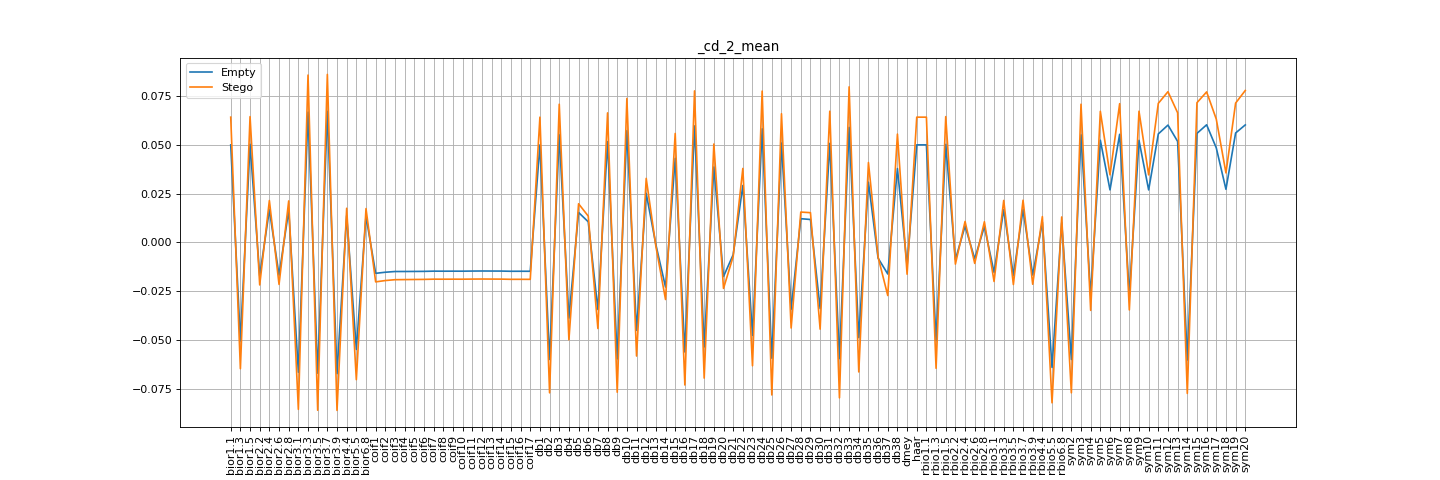 _cd_2_mean
Empty
Stego
0.075
0.050
0.025
0.000
−0.025
−0.050
−0.075
bior1.1
bior1.3
bior1.5
bior2.2
bior2.4
bior2.6
bior2.8
bior3.1
bior3.3
bior3.5
bior3.7
bior3.9
bior4.4
bior5.5
bior6.8
coif1
coif2
coif3
coif4
coif5
coif6
coif7
coif8
coif9
coif10
coif11
coif12
coif13
coif14
coif15
coif16
coif17
db1
db2
db3
db4
db5
db6
db7
db8
db9
db10
db11
db12
db13
db14
db15
db16
db17
db18
db19
db20
db21
db22
db23
db24
db25
db26
db27
db28
db29
db30
db31
db32
db33
db34
db35
db36
db37
db38
dmey
haar
rbio1.1
rbio1.3
rbio1.5
rbio2.2
rbio2.4
rbio2.6
rbio2.8
rbio3.1
rbio3.3
rbio3.5
rbio3.7
rbio3.9
rbio4.4
rbio5.5
rbio6.8
sym2
sym3
sym4
sym5
sym6
sym7
sym8
sym9
sym10
sym11
sym12
sym13
sym14
sym15
sym16
sym17
sym18
sym19
sym20